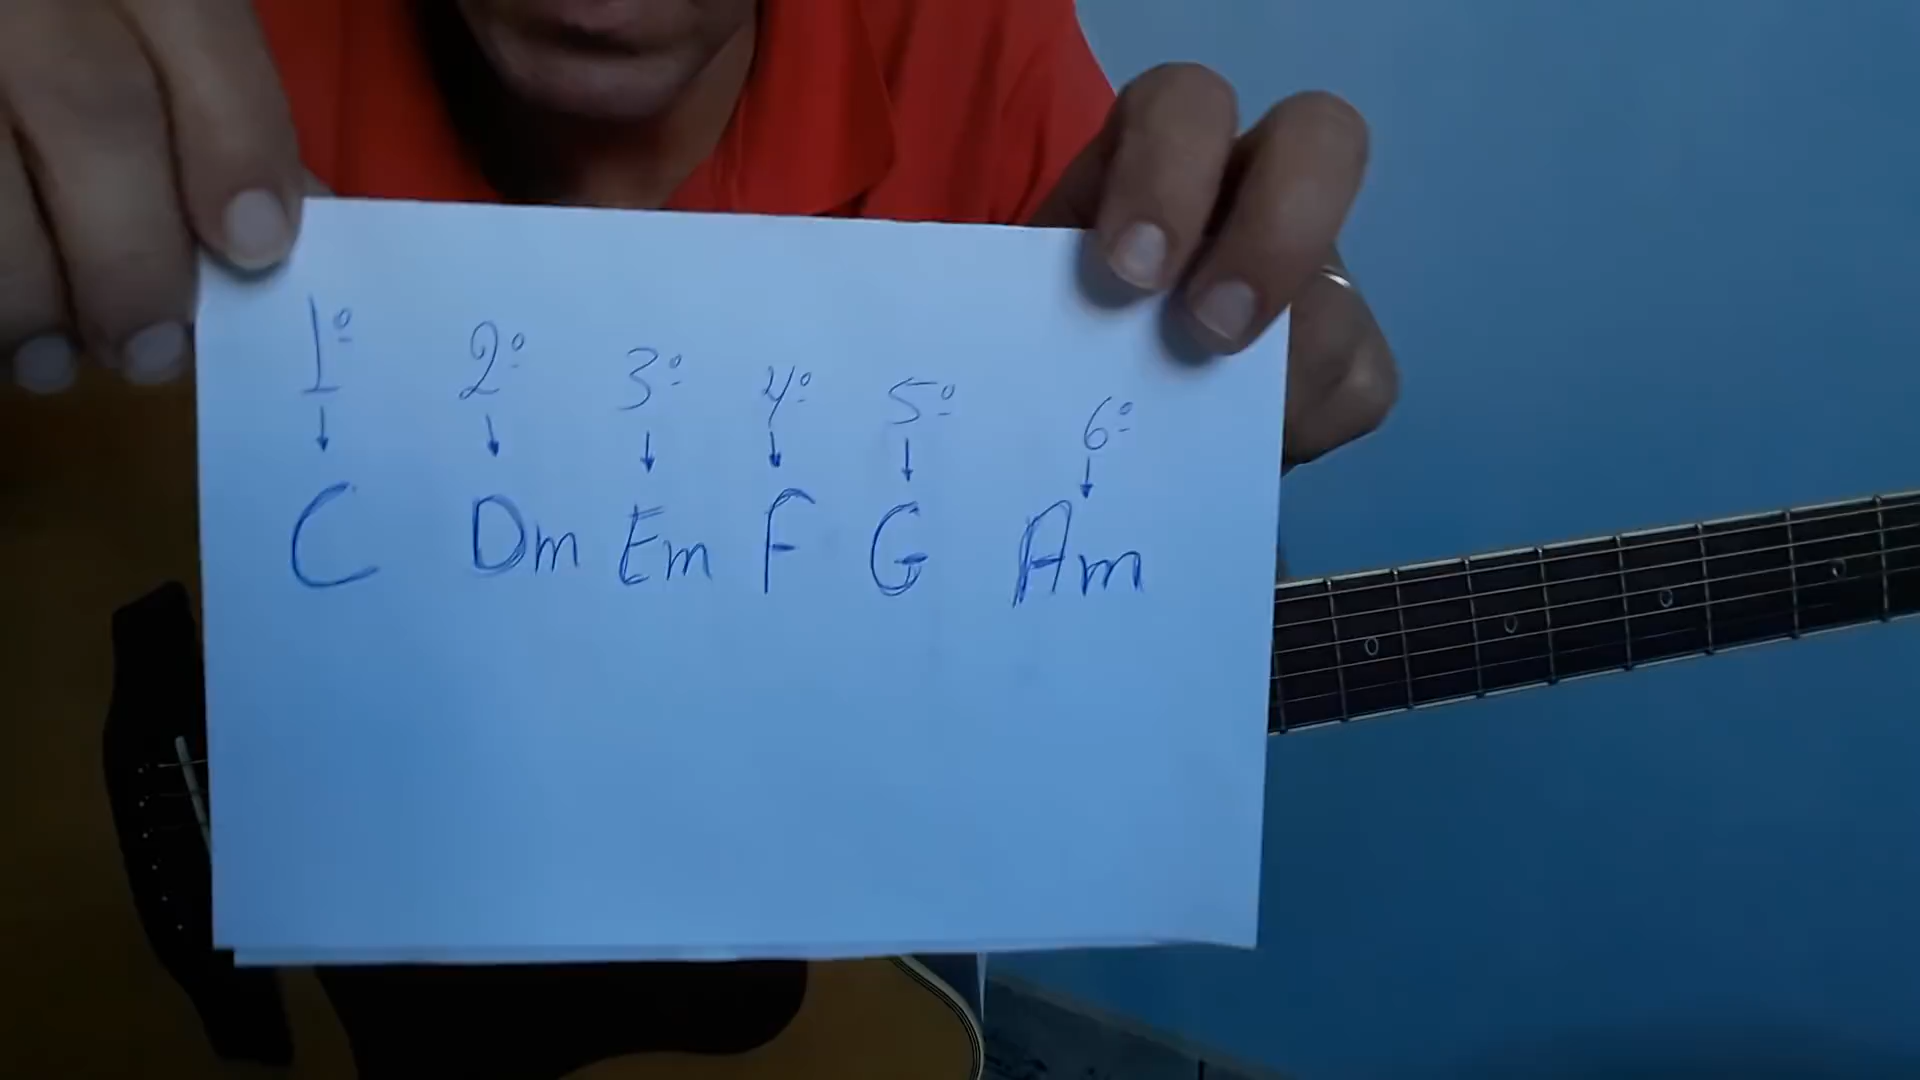 1º 2º 3º 4º 5º 6º
↓ ↓ ↓ ↓ ↓ ↓
C Dm Em F G Am